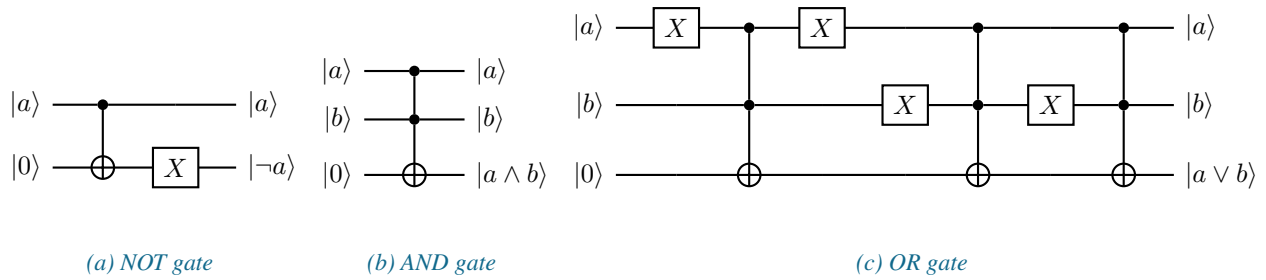 |a⟩ X X |a⟩
|a⟩ |a⟩
|a⟩ |a⟩
|b⟩ X X |b⟩
|b⟩ |b⟩
|0⟩ X |¬a⟩
|0⟩ |a ∧ b⟩
|0⟩ |a ∨ b⟩
(a) NOT gate
(b) AND gate
(c) OR gate